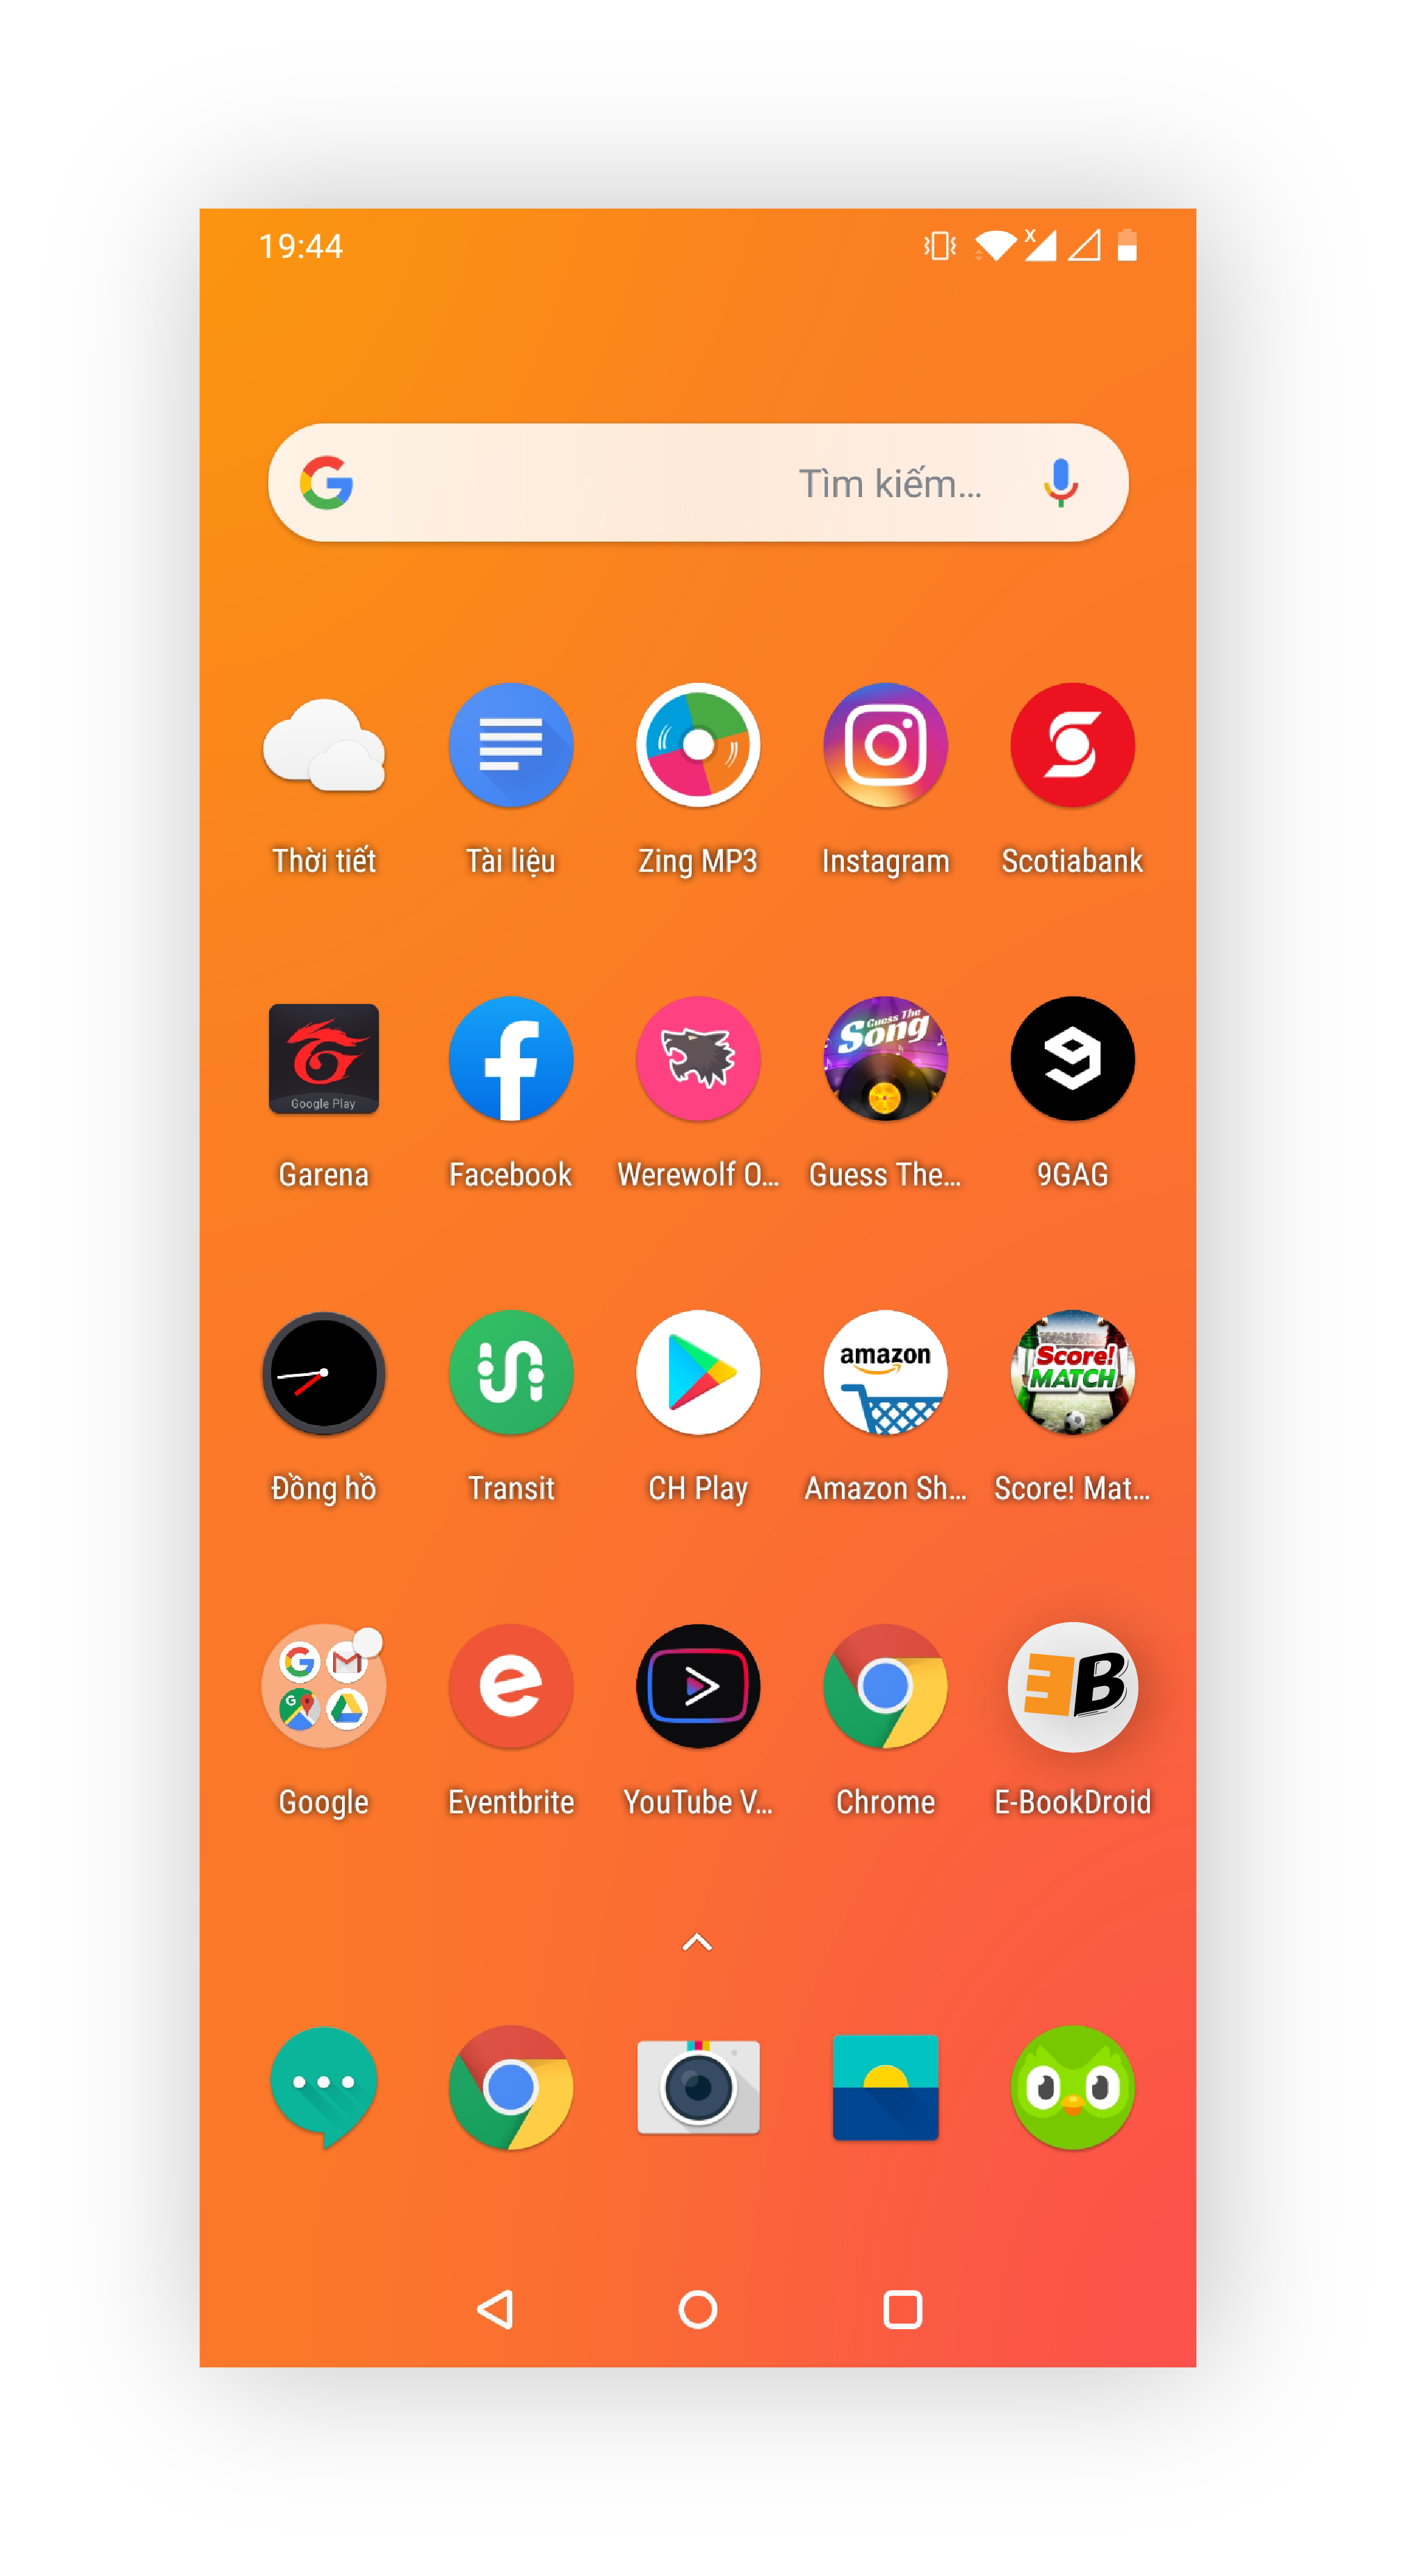 19:44
Tìm kiếm...
Thời tiết
Tài liệu
Zing MP3
Instagram
Scotiabank
Google Play
Guess The
Song
Garena
Facebook
Werewolf O...
Guess The...
9GAG
amazon
Score!
MATCH
Đồng hồ
Transit
CH Play
Amazon Sh...
Score! Mat...
EB
Google
Eventbrite
YouTube V...
Chrome
E-BookDroid